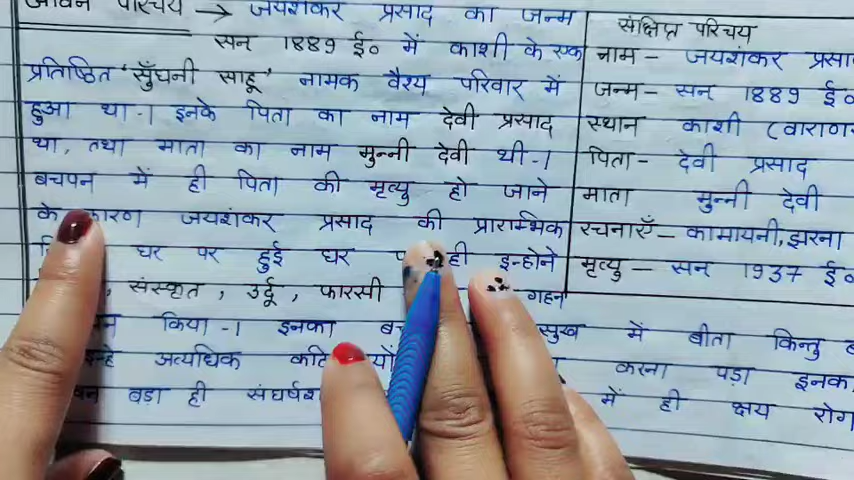 जीवन परिचय → जयशंकर प्रसाद का जन्म
सन् 1889 ई० में काशी के एक
प्रतिष्ठित 'सुँघनी साहू' नामक वैश्य परिवार में
हुआ था-। इनके पिता का नाम देवी प्रसाद
था, तथा माता का नाम मुन्नी देवी थी-।
बचपन में ही पिता की मृत्यु हो जाने
के कारण जयशंकर प्रसाद की प्रारम्भिक
घर पर हुई घर ही इन्होने
, संस्कृत, उर्दू, फारसी गहन
किया-। इनका सुख में बीता किन्तु
अत्यधिक करना पड़ा इनका
बड़ा ही में ही क्षय रोग
संक्षिप्त परिचय
नाम - जयशंकर प्रसा
जन्म - सन् 1889 ई०
स्थान काशी (वाराण
पिता - देवी प्रसाद
माता मुन्नी देवी
रचनाएँ - कामायनी, झरना
मृत्यु - सन् 1937 ई०